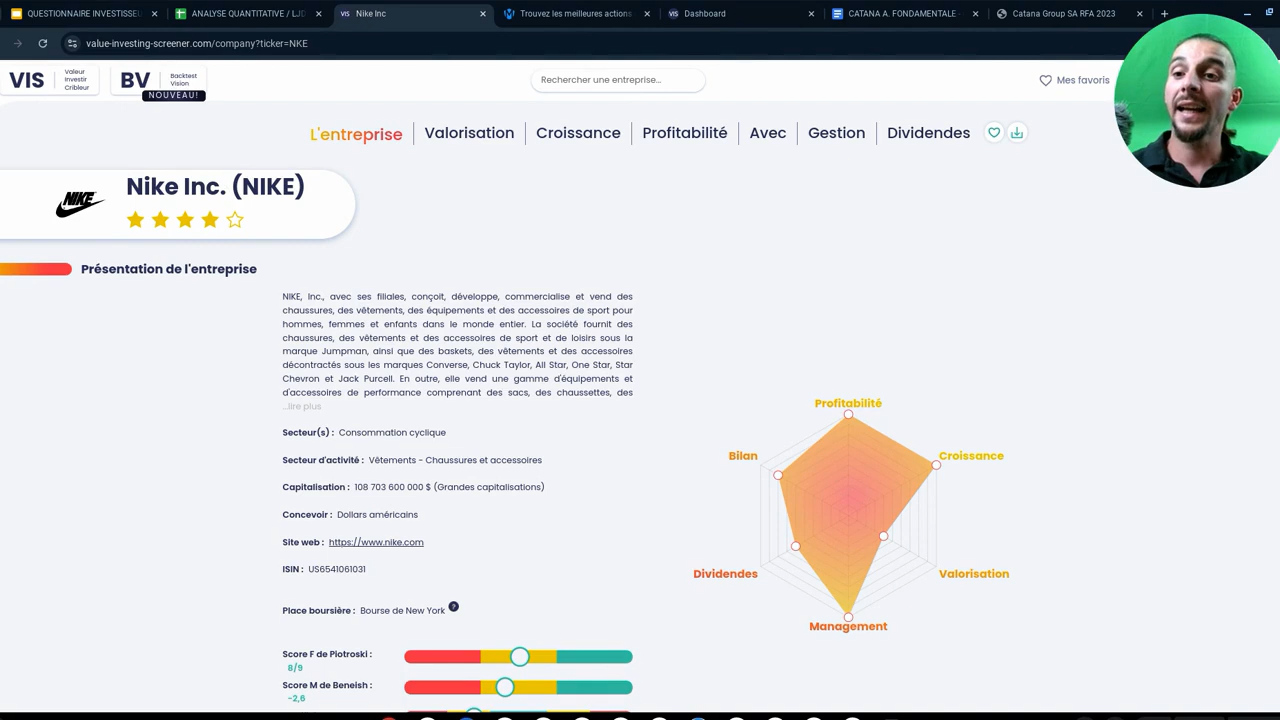 QUESTIONNAIRE INVESTISSEU
ANALYSE QUANTITATIVE / LJD
Nike Inc
Trouvez les meilleures actions
Dashboard
CATANA A. FONDAMENTALE -
Catana Group SA RFA 2023
value-investing-screener.com/company?ticker=NKE
VIS
Valeur
Investir
Cribleur
BV
Backtest
Vision
NOUVEAU!
Rechercher une entreprise...
Mes favoris
L'entreprise
Valorisation
Croissance
Profitabilité
Avec
Gestion
Dividendes
NIKE
Nike Inc. (NIKE)
Présentation de l'entreprise
NIKE, Inc., avec ses filiales, conçoit, développe, commercialise et vend des
chaussures, des vêtements, des équipements et des accessoires de sport pour
hommes, femmes et enfants dans le monde entier. La société fournit des
chaussures, des vêtements et des accessoires de sport et de loisirs sous la
marque Jumpman, ainsi que des baskets, des vêtements et des accessoires
décontractés sous les marques Converse, Chuck Taylor, All Star, One Star, Star
Chevron et Jack Purcell. En outre, elle vend une gamme d'équipements et
d'accessoires de performance comprenant des sacs, des chaussettes, des
...lire plus
Secteur(s) : Consommation cyclique
Secteur d'activité : Vêtements - Chaussures et accessoires
Capitalisation : 108 703 600 000 $ (Grandes capitalisations)
Concevoir : Dollars américains
Site web : https://www.nike.com
ISIN : US6541061031
Place boursière : Bourse de New York ?
Score F de Piotroski :
8/9
Score M de Beneish :
-2,6
Profitabilité
Bilan
Croissance
Dividendes
Valorisation
Management